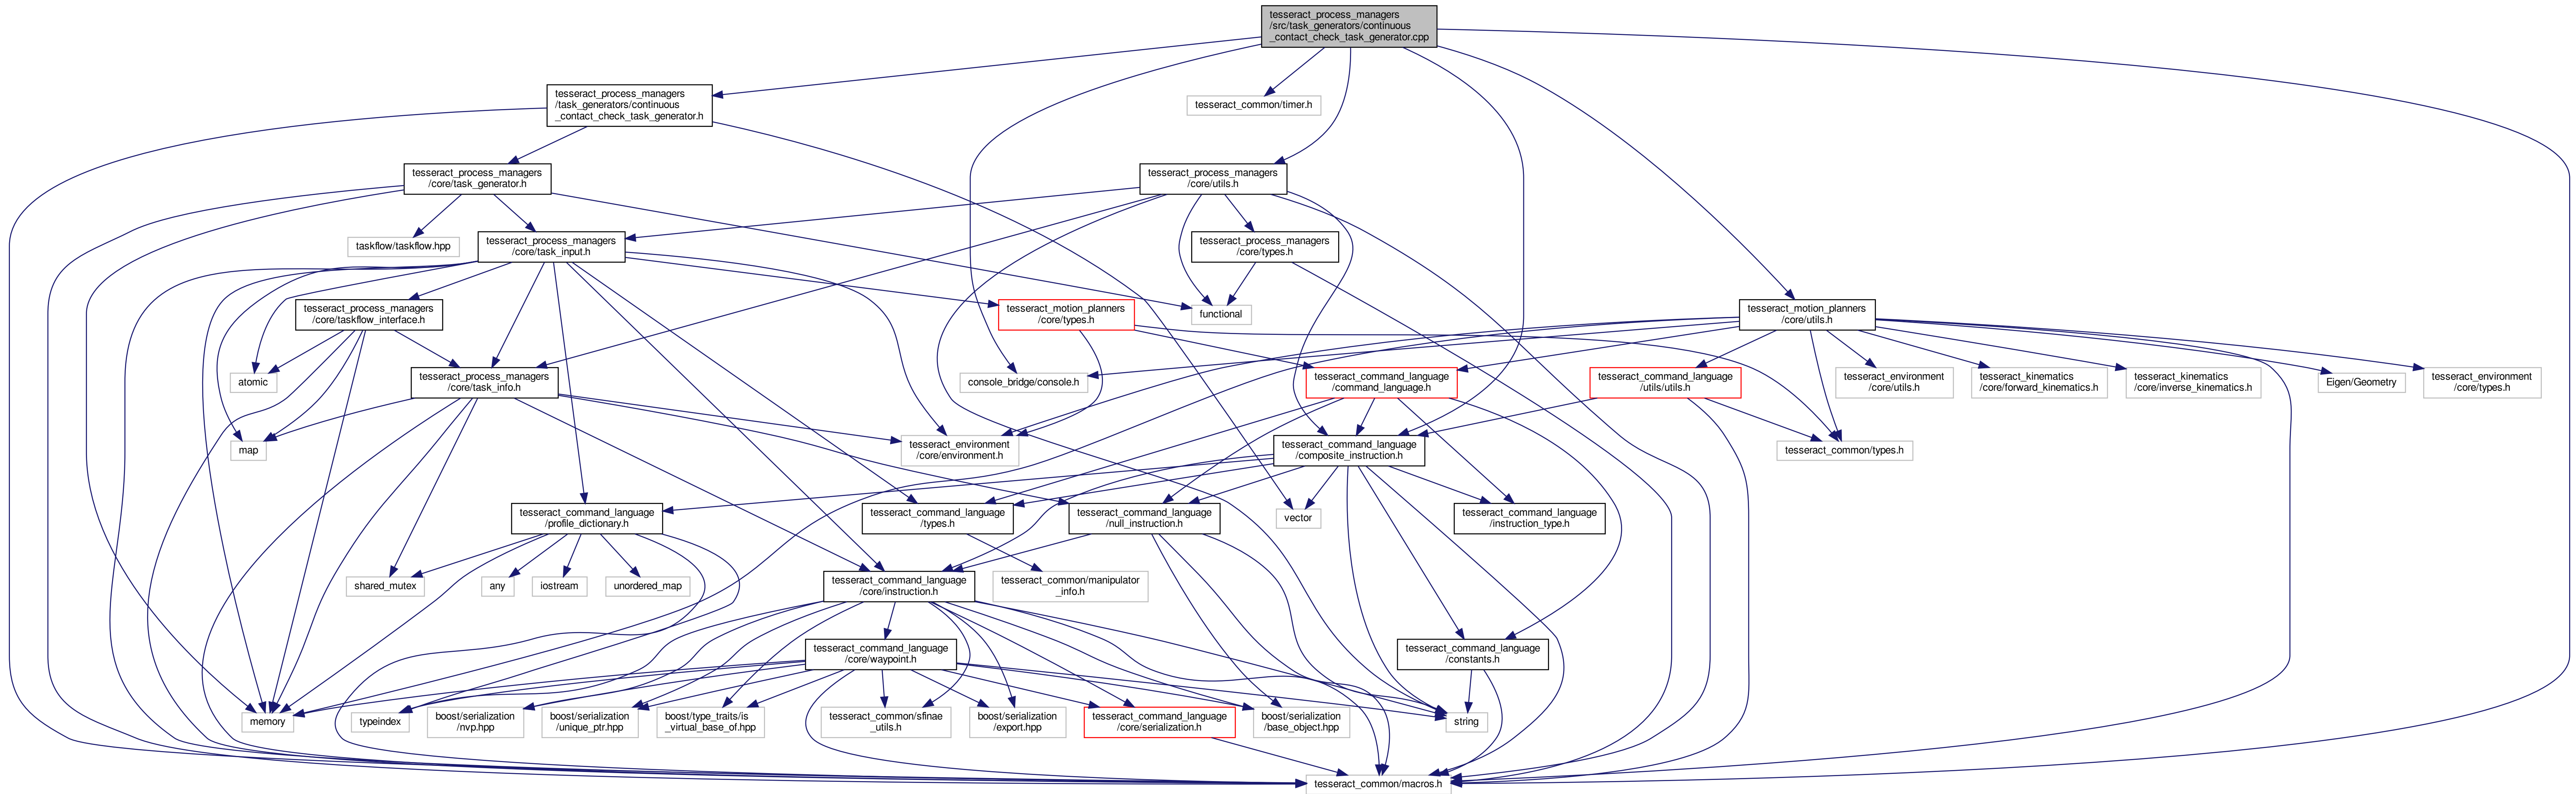 tesseract_process_managers
/src/task_generators/continuous
_contact_check_task_generator.cpp
tesseract_process_managers
/task_generators/continuous
_contact_check_task_generator.h
tesseract_common/timer.h
tesseract_process_managers
/core/task_generator.h
tesseract_process_managers
/core/utils.h
taskflow/taskflow.hpp
tesseract_process_managers
/core/task_input.h
tesseract_process_managers
/core/types.h
tesseract_process_managers
/core/taskflow_interface.h
tesseract_motion_planners
/core/types.h
functional
tesseract_motion_planners
/core/utils.h
atomic
tesseract_process_managers
/core/task_info.h
console_bridge/console.h
tesseract_command_language
/command_language.h
tesseract_command_language
/utils/utils.h
tesseract_environment
/core/utils.h
tesseract_kinematics
/core/forward_kinematics.h
tesseract_kinematics
/core/inverse_kinematics.h
Eigen/Geometry
tesseract_environment
/core/types.h
map
tesseract_environment
/core/environment.h
tesseract_command_language
/composite_instruction.h
tesseract_common/types.h
tesseract_command_language
/profile_dictionary.h
tesseract_command_language
/types.h
tesseract_command_language
/null_instruction.h
vector
tesseract_command_language
/instruction_type.h
shared_mutex
any
iostream
unordered_map
tesseract_command_language
/core/instruction.h
tesseract_common/manipulator
_info.h
tesseract_command_language
/core/waypoint.h
tesseract_command_language
/constants.h
memory
typeindex
boost/serialization
/nvp.hpp
boost/serialization
/unique_ptr.hpp
boost/type_traits/is
_virtual_base_of.hpp
tesseract_common/sfinae
_utils.h
boost/serialization
/export.hpp
tesseract_command_language
/core/serialization.h
boost/serialization
/base_object.hpp
string
tesseract_common/macros.h